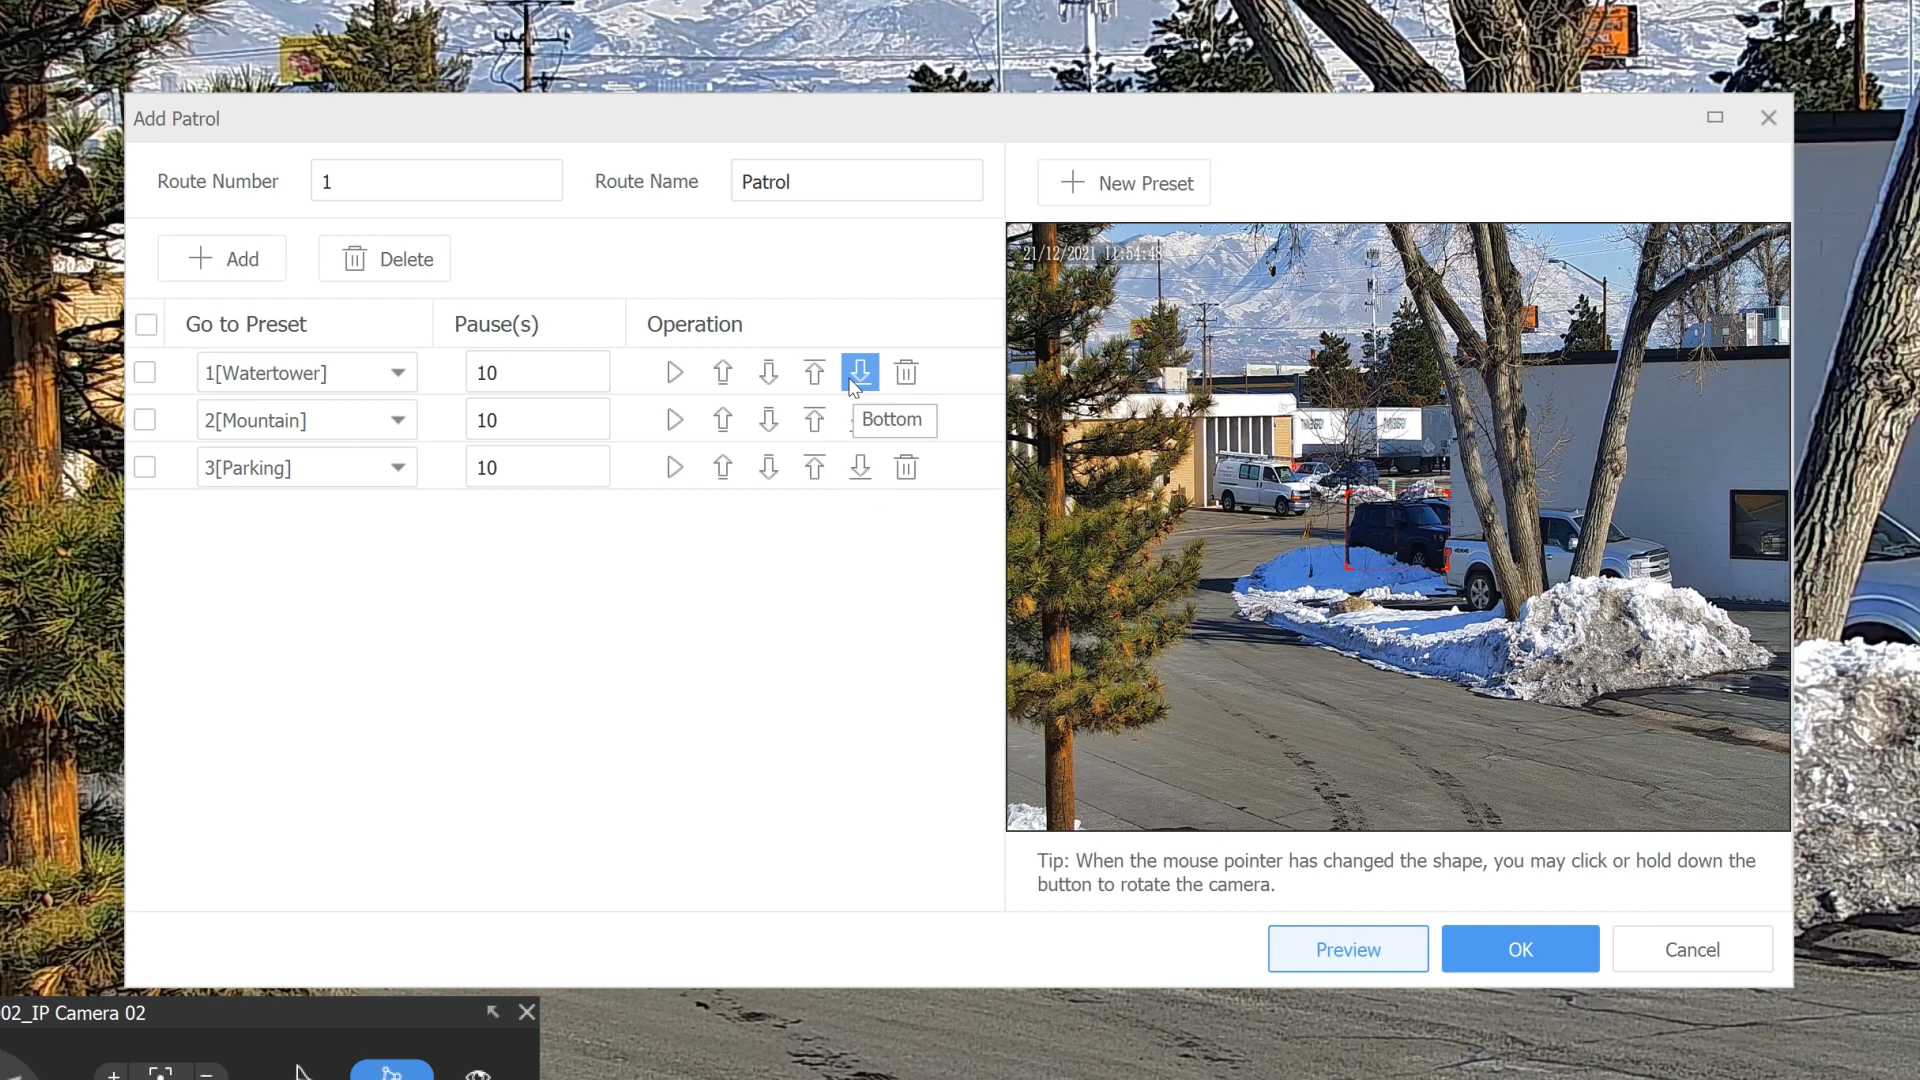 Add Patrol
Route Number 1 Route Name Patrol
New Preset
Add Delete
Go to Preset Pause(s) Operation
1[Watertower] 10
2[Mountain] 10
Bottom
3[Parking] 10
21/12/2021 11:54:48
Tip: When the mouse pointer has changed the shape, you may click or hold down the
button to rotate the camera.
Preview OK Cancel
02_IP Camera 02